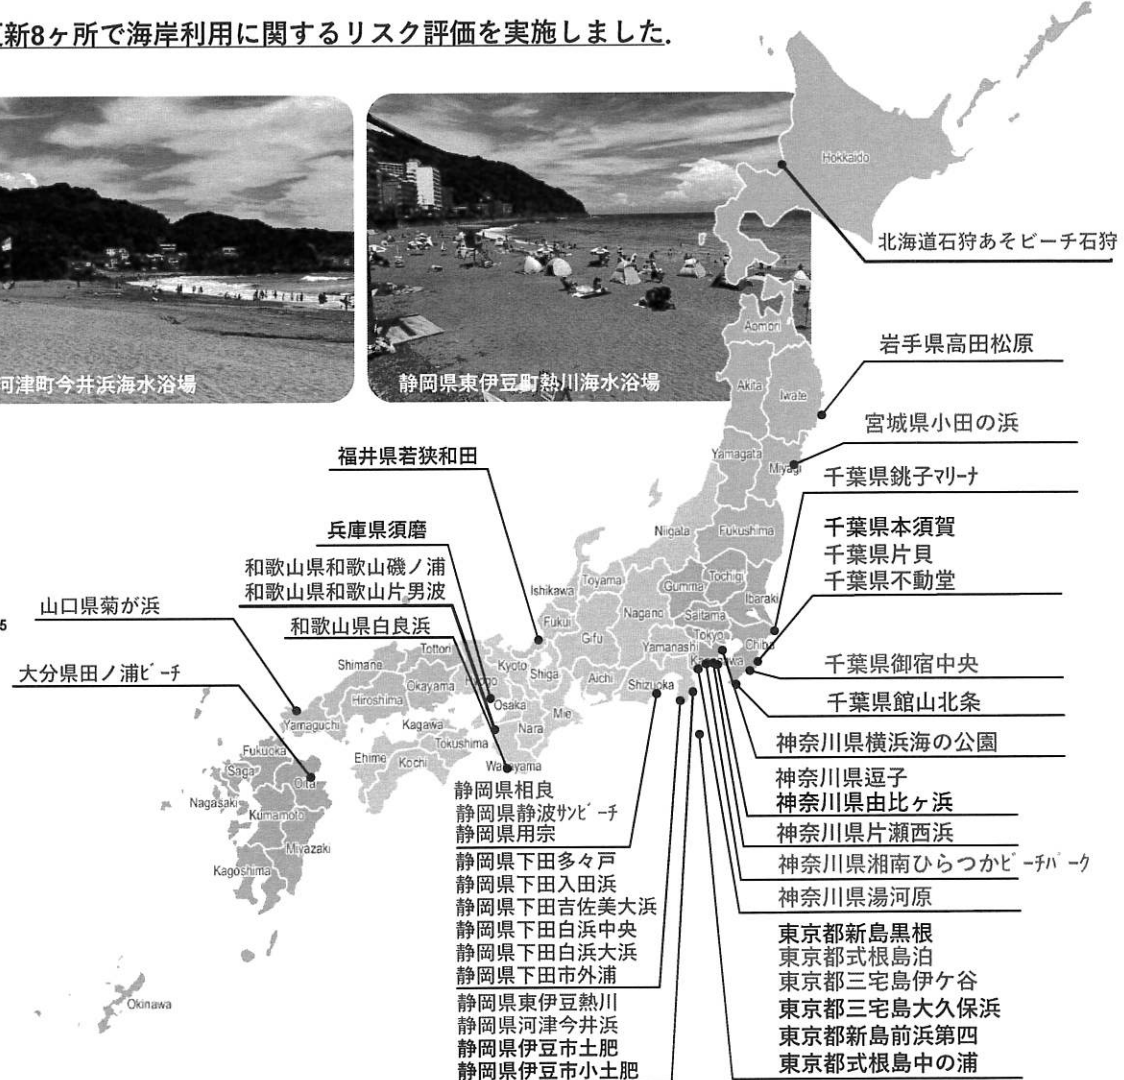 新8ヶ所で海岸利用に関するリスク評価を実施しました.
河津町今井浜海水浴場
静岡県東伊豆町熱川海水浴場
Hokkaido
北海道石狩あそビーチ石狩
Aomori
Akita
Iwate
岩手県高田松原
宮城県小田の浜
Yamagata
Miyagi
福井県若狭和田
千葉県銚子マリーナ
Niigata
Fukushima
千葉県本須賀
千葉県片貝
千葉県不動堂
兵庫県須磨
和歌山県和歌山磯ノ浦
和歌山県和歌山片男波
和歌山県白良浜
山口県菊が浜
5
大分県田ノ浦ビーチ
Ishikawa
Toyama
Gumma
Tochigi
Ibaraki
Fukui
Gifu
Nagano
Saitama
Tokyo
Chiba
Yamanashi
Tottori
Kyoto
Shiga
Aichi
Shizuoka
Shimane
Okayama
Hiroshima
Osaka
Mie
Nara
Yamaguchi
Kagawa
Tokushima
Ehime
Kochi
Fukuoka
Saga
Oita
Nagasaki
Kumamoto
Miyazaki
Kagoshima
Okinawa
千葉県御宿中央
千葉県館山北条
神奈川県横浜海の公園
神奈川県逗子
神奈川県由比ヶ浜
神奈川県片瀬西浜
神奈川県湘南ひらつかビーチパーク
神奈川県湯河原
静岡県相良
静岡県静波サンビーチ
静岡県用宗
静岡県下田多々戸
静岡県下田入田浜
静岡県下田吉佐美大浜
静岡県下田白浜中央
静岡県下田白浜大浜
静岡県下田市外浦
静岡県東伊豆熱川
静岡県河津今井浜
静岡県伊豆市土肥
静岡県伊豆市小土肥
東京都新島黒根
東京都式根島泊
東京都三宅島伊ケ谷
東京都三宅島大久保浜
東京都新島前浜第四
東京都式根島中の浦